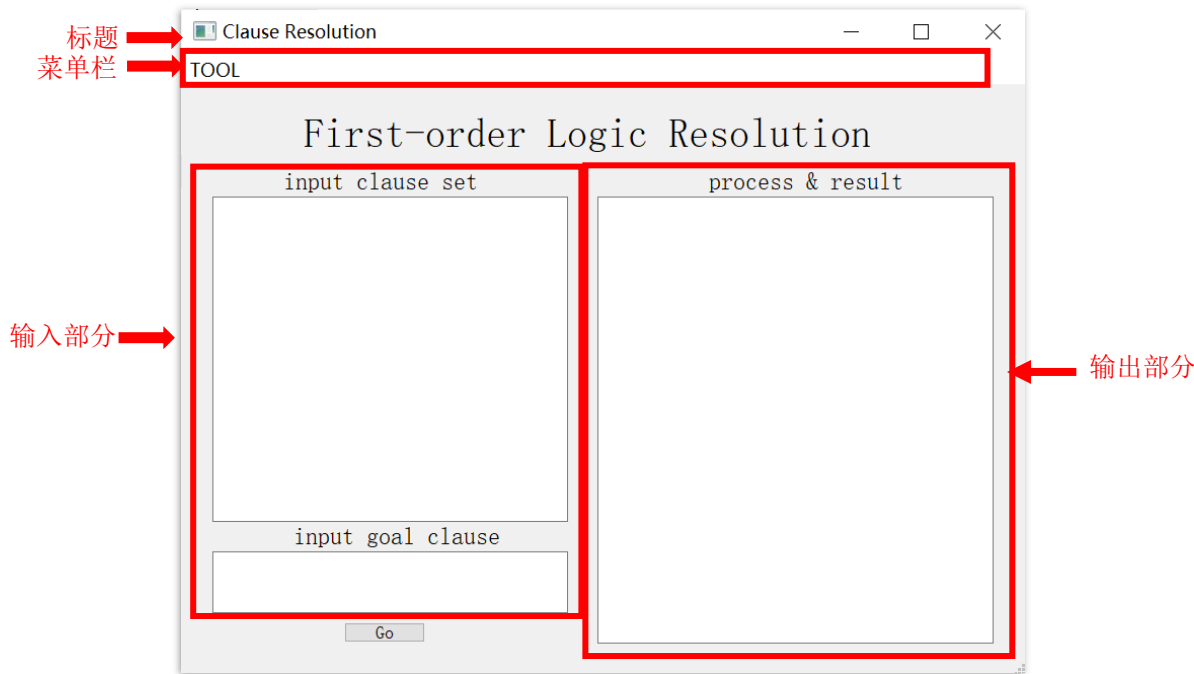 标题
Clause Resolution
菜单栏
TOOL
First-order Logic Resolution
input clause set
process & result
输入部分
输出部分
input goal clause
Go